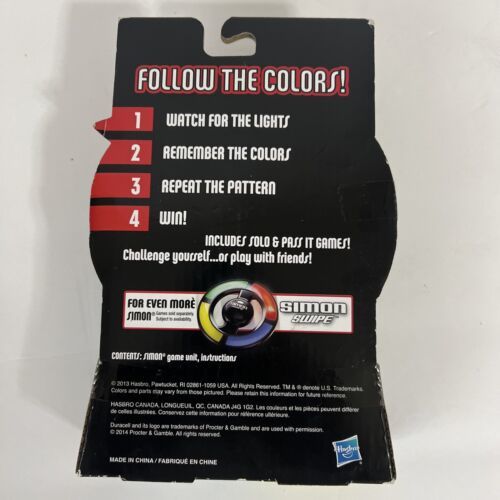 FOLLOW THE COLORS!
1 WATCH FOR THE LIGHTS
2 REMEMBER THE COLORS
3 REPEAT THE PATTERN
4 WIN!
INCLUDES SOLO & PASS IT GAMES!
Challenge yourself...or play with friends!
FOR EVEN MORE
SIMON®
Games sold separately.
Subject to availability.
SIMON
SWIPE
CONTENTS: SIMON® game unit, instructions
© 2013 Hasbro, Pawtucket, RI 02861-1059 USA. All Rights Reserved. TM & ® denote U.S. Trademarks.
Colors and parts may vary from those pictured. Please retain this information for future reference.
HASBRO CANADA, LONGUEUIL, QC, CANADA J4G 1G2. Les couleurs et les pièces peuvent différer
de celles illustrées. Conservez cette information pour référence ultérieure.
Duracell and its logo are trademarks of Procter & Gamble and are used with permission.
© 2014 Procter & Gamble. All rights reserved.
MADE IN CHINA / FABRIQUÉ EN CHINE
Hasbro